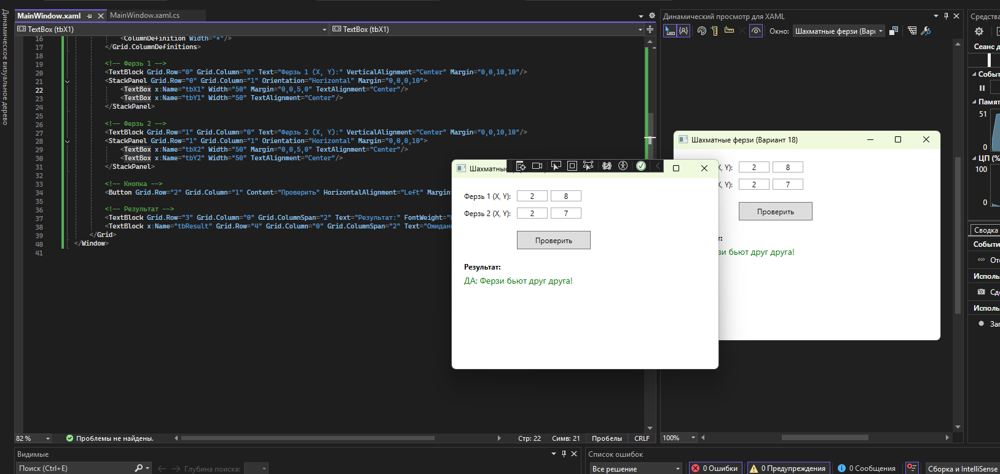 Динамическое визуальное дерево
MainWindow.xaml
MainWindow.xaml.cs
TextBox (tbX1)
TextBox (tbX1)
16 <ColumnDefinition Width="*"/>
17 </Grid.ColumnDefinitions>
18
19 <!-- Ферзь 1 -->
20 <TextBlock Grid.Row="0" Grid.Column="0" Text="Ферзь 1 (X, Y):" VerticalAlignment="Center" Margin="0,0,10,10"/>
21 <StackPanel Grid.Row="0" Grid.Column="1" Orientation="Horizontal" Margin="0,0,0,10">
22 <TextBox x:Name="tbX1" Width="50" Margin="0,0,5,0" TextAlignment="Center"/>
23 <TextBox x:Name="tbY1" Width="50" TextAlignment="Center"/>
24 </StackPanel>
25
26 <!-- Ферзь 2 -->
27 <TextBlock Grid.Row="1" Grid.Column="0" Text="Ферзь 2 (X, Y):" VerticalAlignment="Center" Margin="0,0,10,10"/>
28 <StackPanel Grid.Row="1" Grid.Column="1" Orientation="Horizontal" Margin="0,0,0,10">
29 <TextBox x:Name="tbX2" Width="50" Margin="0,0,5,0" TextAlignment="Center"/>
30 <TextBox x:Name="tbY2" Width="50" TextAlignment="Center"/>
31 </StackPanel>
32
33 <!-- Кнопка -->
34 <Button Grid.Row="2" Grid.Column="1" Content="Проверить" HorizontalAlignment="Left" Margin=
35
36 <!-- Результат -->
37 <TextBlock Grid.Row="3" Grid.Column="0" Grid.ColumnSpan="2" Text="Результат:" FontWeight="
38 <TextBlock x:Name="tbResult" Grid.Row="4" Grid.Column="0" Grid.ColumnSpan="2" Text="Ожидан
39 </Grid>
40 </Window>
41
82 %
Проблемы не найдены.
Стр: 22
Симв: 21
Пробелы
CRLF
Шахматны
Ферзь 1 (X, Y): 2 8
Ферзь 2 (X, Y): 2 7
Проверить
Результат:
ДА: Ферзи бьют друг друга!
Динамический просмотр для XAML
Окно: Шахматные ферзи (Вари
Шахматные ферзи (Вариант 18)
X, Y): 2 8
X, Y): 2 7
Проверить
т:
зи бьют друг друга!
100%
Средства
Сеанс д
Событ
Памят
51
0
ЦП (%
100
0
Сводка
Событи
От
Исполь
Сд
Исполь
Заг
Видимые
Поиск (Ctrl+E)
Глубина поиска:
Список ошибок
Все решение
0 Ошибки
0 Предупреждения
0 Сообщения
Сборка и IntelliSense